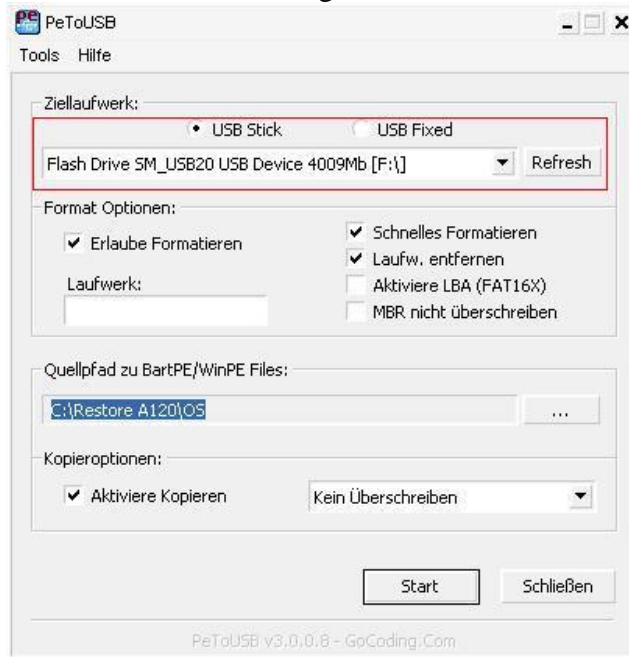 PeToUSB
Tools Hilfe
Ziellaufwerk:
USB Stick USB Fixed
Flash Drive SM_USB20 USB Device 4009Mb [F:\] Refresh
Format Optionen:
Erlaube Formatieren
Schnelles Formatieren
Laufw. entfernen
Laufwerk:
Aktiviere LBA (FAT16X)
MBR nicht überschreiben
Quellpfad zu BartPE/WinPE Files:
C:\Restore A120\OS ...
Kopieroptionen:
Aktiviere Kopieren Kein Überschreiben
Start Schließen
PeToUSB v3.0.0.8 - GoCoding.Com